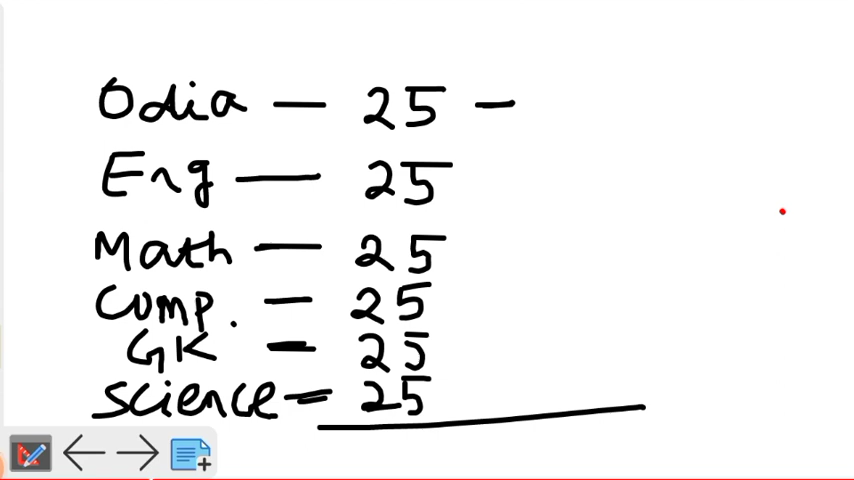 Odia — 25 —
Eng — 25
Math — 25
Comp. — 25
GK — 25
Science — 25